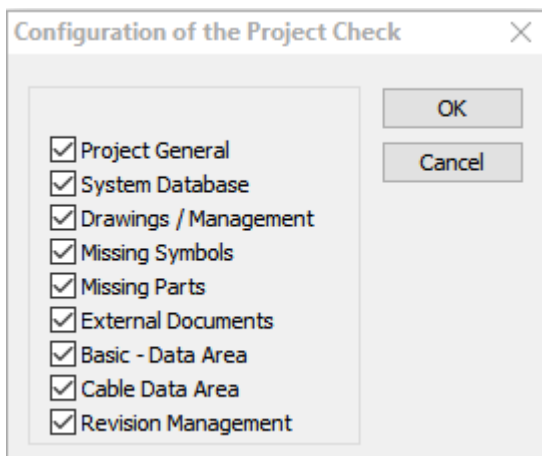 Configuration of the Project Check
OK
Cancel
Project General
System Database
Drawings / Management
Missing Symbols
Missing Parts
External Documents
Basic - Data Area
Cable Data Area
Revision Management